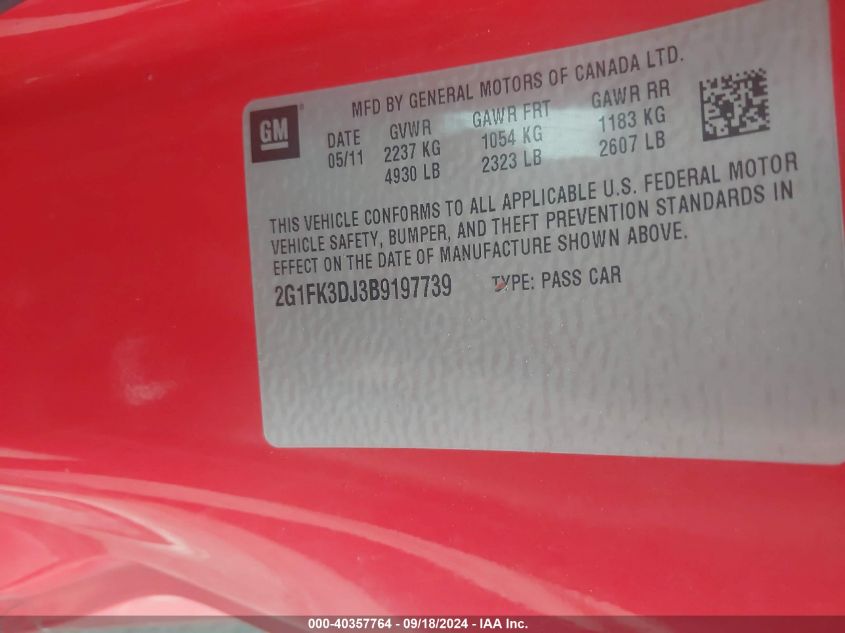 MFD BY GENERAL MOTORS OF CANADA LTD.
GM
DATE GVWR GAWR FRT GAWR RR
05/11 2237 KG 1054 KG 1183 KG
4930 LB 2323 LB 2607 LB
THIS VEHICLE CONFORMS TO ALL APPLICABLE U.S. FEDERAL MOTOR
VEHICLE SAFETY, BUMPER, AND THEFT PREVENTION STANDARDS IN
EFFECT ON THE DATE OF MANUFACTURE SHOWN ABOVE.
2G1FK3DJ3B9197739 TYPE: PASS CAR
000-40357764 - 09/18/2024 - IAA Inc.